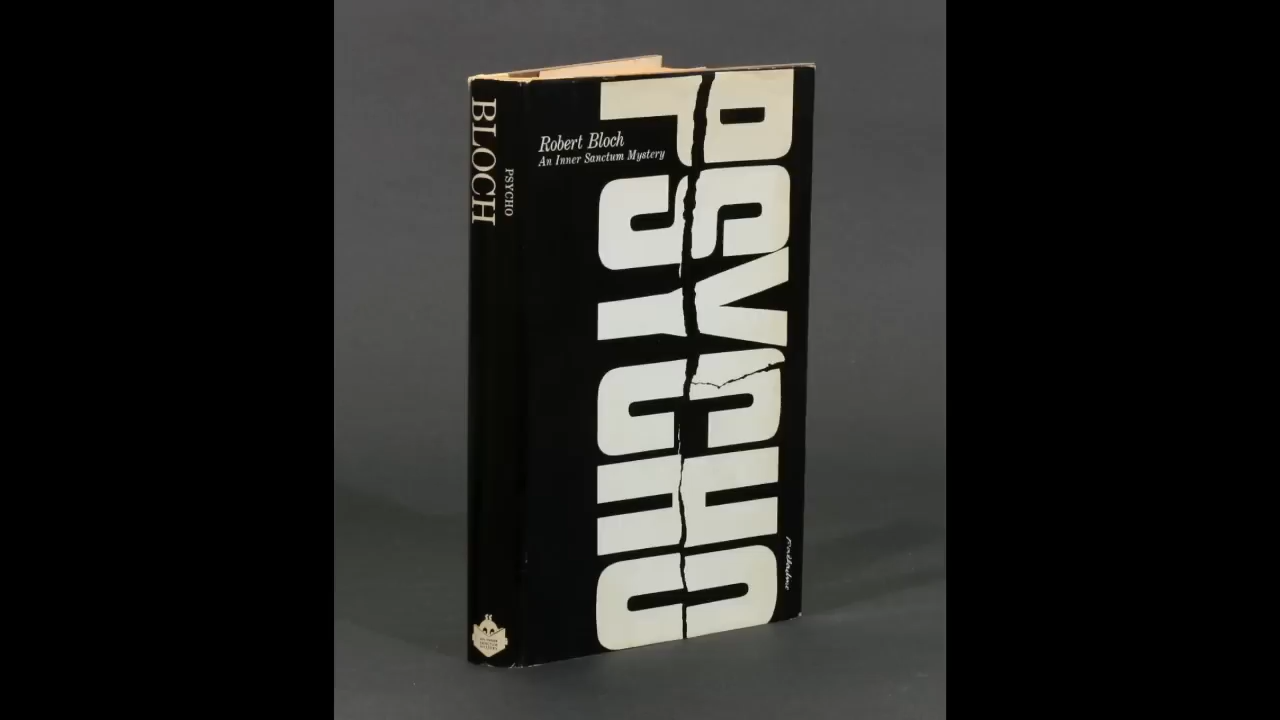 BLOCH
PSYCHO
Robert Bloch
An Inner Sanctum Mystery
PSYCHO